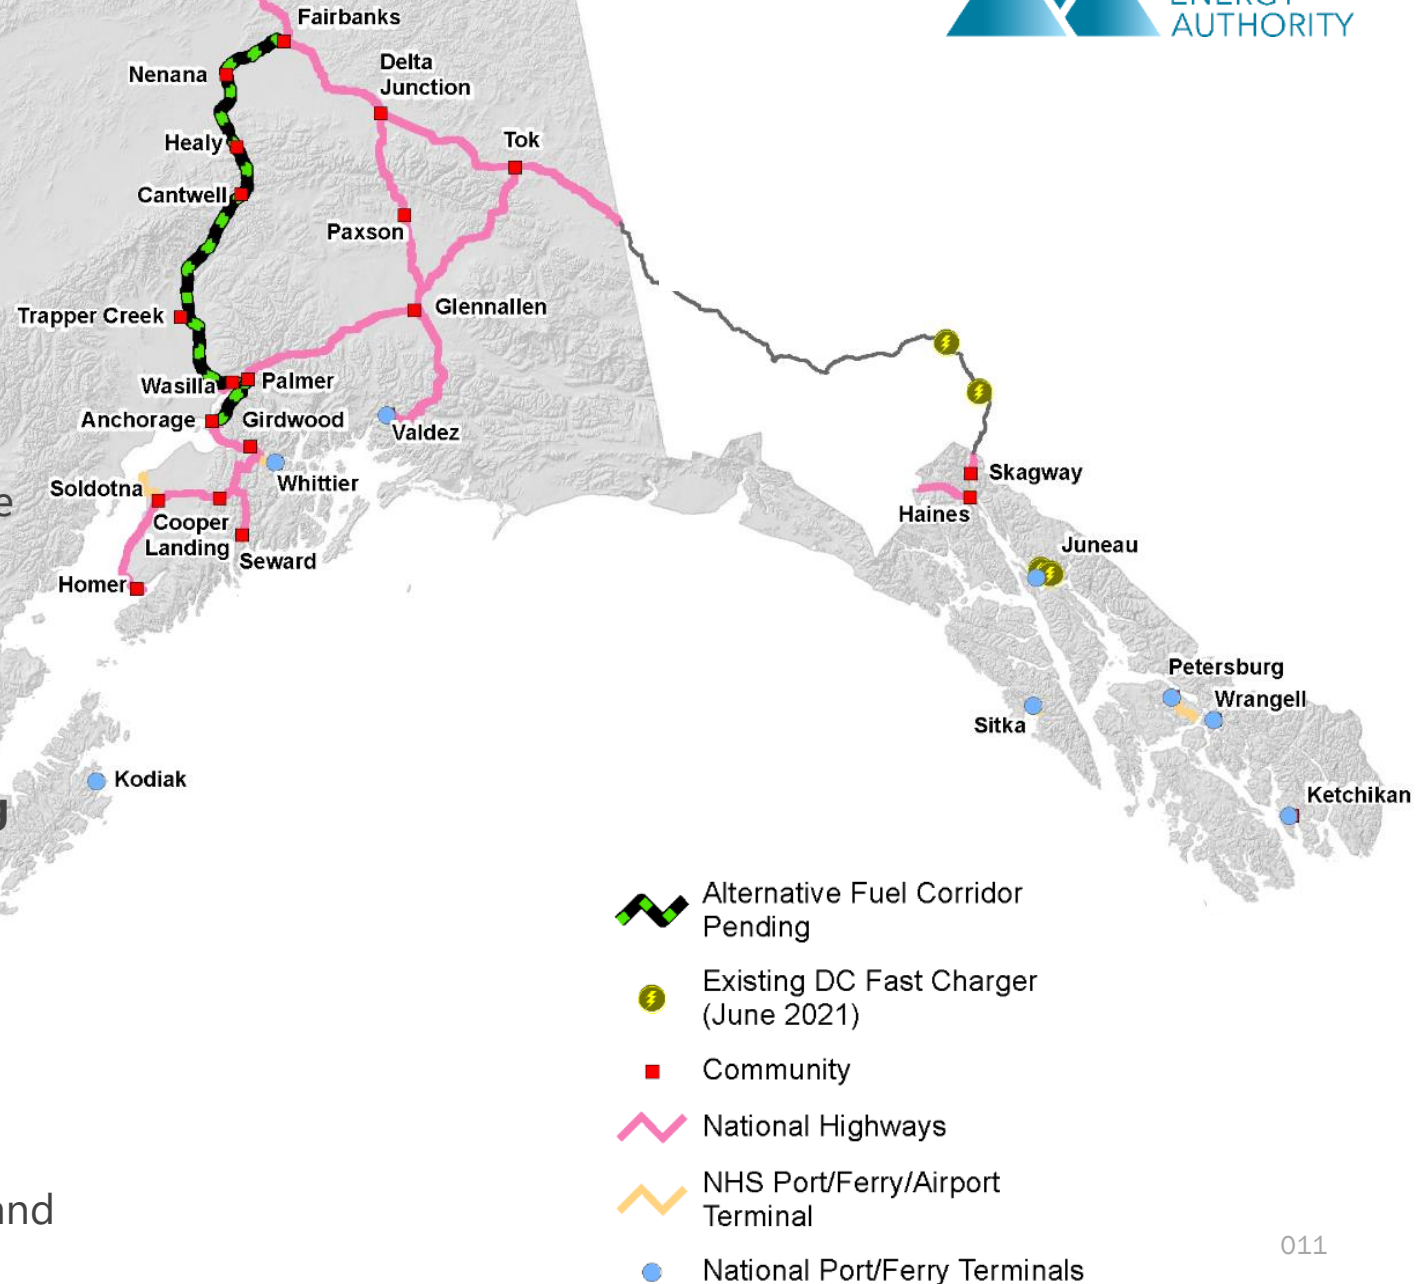 AUTHORITY
Fairbanks
Delta
Junction
Nenana
Healy
Tok
Cantwell
Paxson
Glennallen
Trapper Creek
Wasilla
Palmer
Anchorage
Girdwood
Valdez
Skagway
Whittier
Soldotna
Haines
Cooper
Landing
Seward
Juneau
Homer
Petersburg
Wrangell
Sitka
Kodiak
Ketchikan
Alternative Fuel Corridor
Pending
Existing DC Fast Charger
(June 2021)
Community
National Highways
NHS Port/Ferry/Airport
Terminal
National Port/Ferry Terminals
011